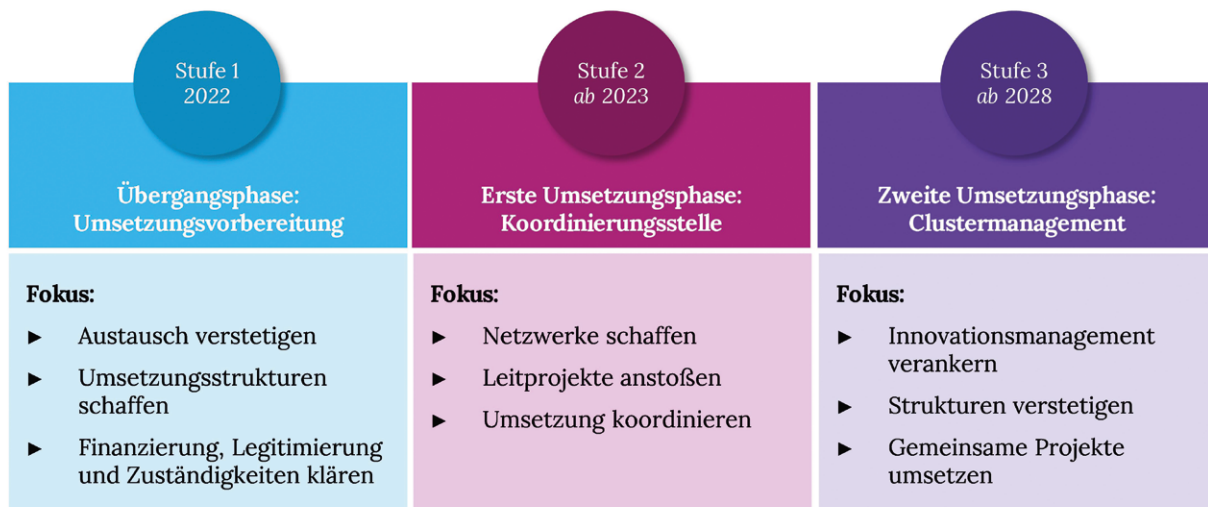 Stufe 1
2022
Übergangsphase:
Umsetzungsvorbereitung
Fokus:
► Austausch verstetigen
► Umsetzungsstrukturen
schaffen
► Finanzierung, Legitimierung
und Zuständigkeiten klären
Stufe 2
ab 2023
Erste Umsetzungsphase:
Koordinierungsstelle
Fokus:
► Netzwerke schaffen
► Leitprojekte anstoßen
► Umsetzung koordinieren
Stufe 3
ab 2028
Zweite Umsetzungsphase:
Clustermanagement
Fokus:
► Innovationsmanagement
verankern
► Strukturen verstetigen
► Gemeinsame Projekte
umsetzen